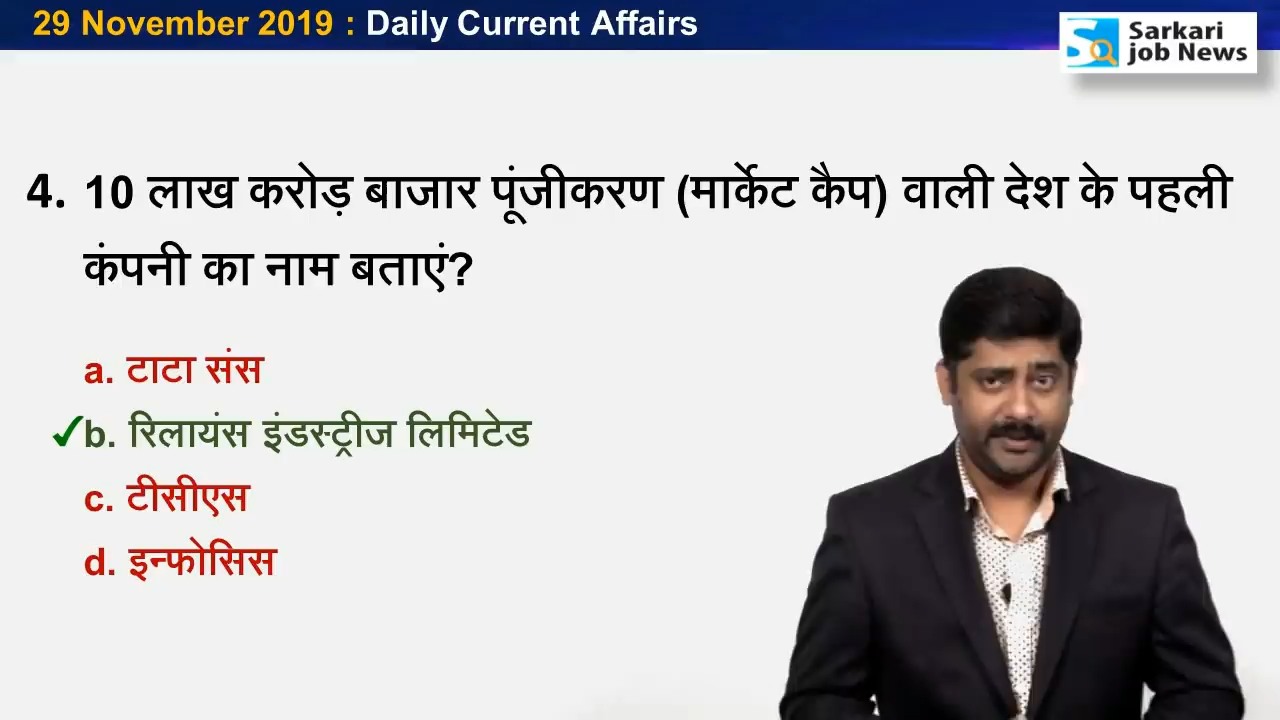 29 November 2019 : Daily Current Affairs
Sarkari
job News
4. 10 लाख करोड़ बाजार पूंजीकरण (मार्केट कैप) वाली देश के पहली
कंपनी का नाम बताएं?
a. टाटा संस
✓b. रिलायंस इंडस्ट्रीज लिमिटेड
c. टीसीएस
d. इन्फोसिस